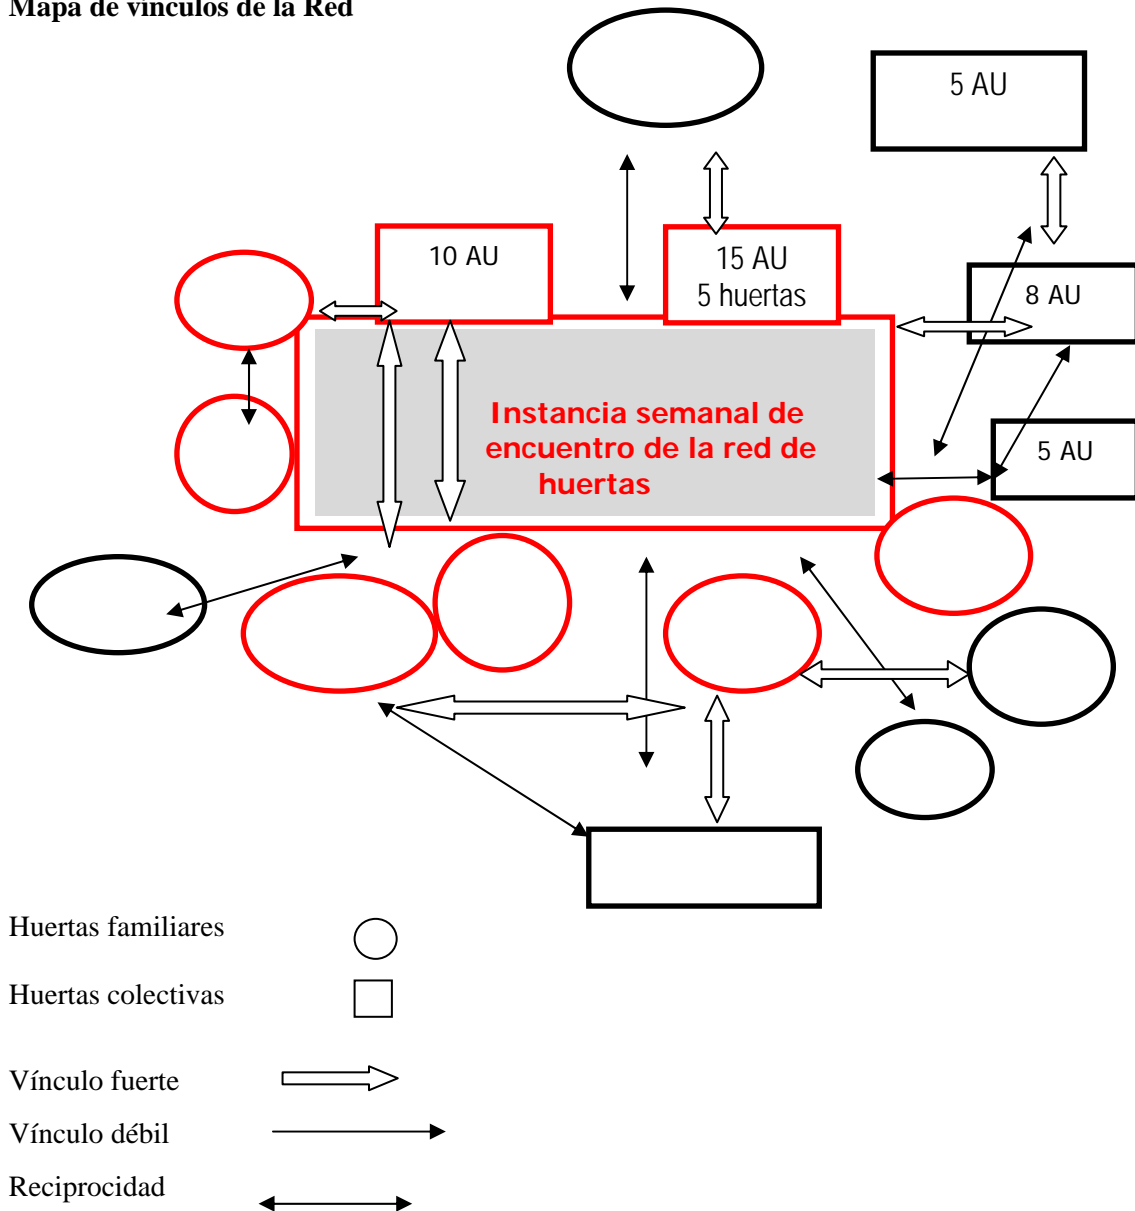 Mapa de vínculos de la Red
5 AU
10 AU
15 AU
5 huertas
8 AU
Instancia semanal de
encuentro de la red de
huertas
5 AU
Huertas familiares
Huertas colectivas
Vínculo fuerte
Vínculo débil
Reciprocidad